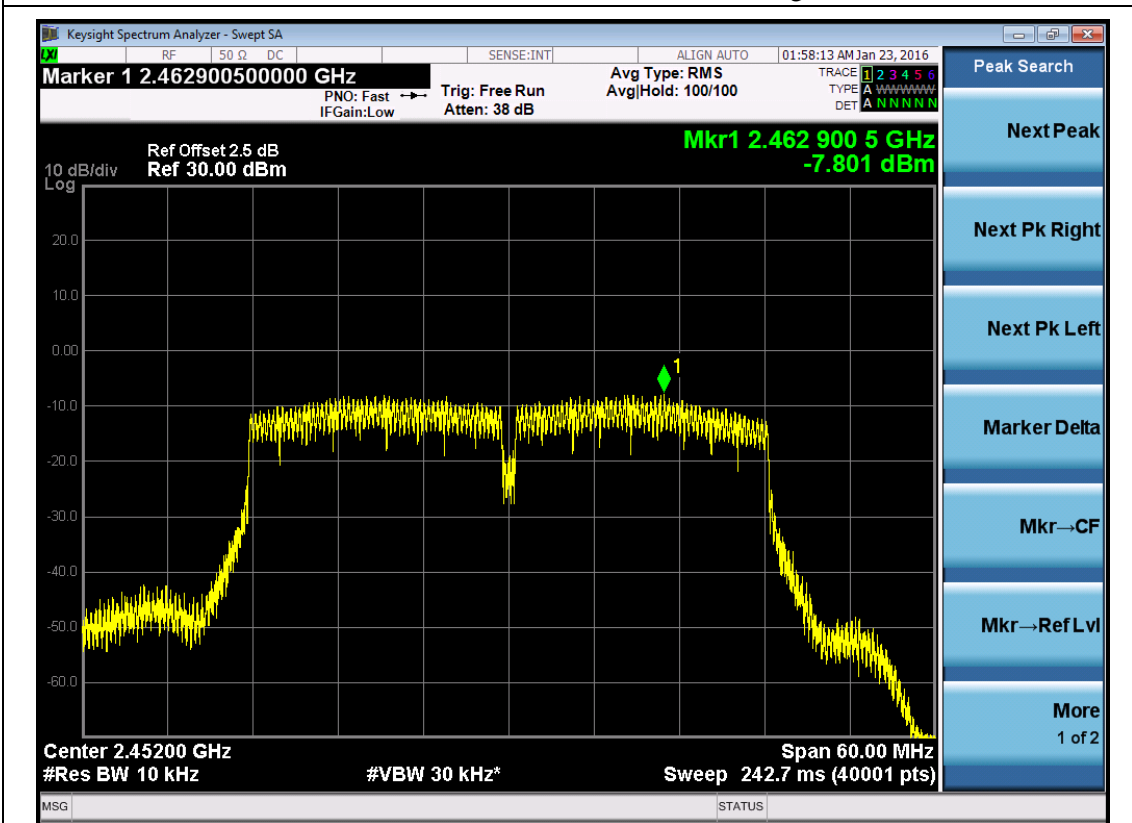 Keysight Spectrum Analyzer - Swept SA
LXI RF 50 Ω DC SENSE:INT ALIGN AUTO 01:58:13 AM Jan 23, 2016
Marker 1 2.462900500000 GHz
PNO: Fast
IFGain:Low
Trig: Free Run
Atten: 38 dB
Avg Type: RMS
Avg|Hold: 100/100
TRACE 1 2 3 4 5 6
TYPE A WWWWW
DET A N N N N N
Mkr1 2.462 900 5 GHz
-7.801 dBm
Ref Offset 2.5 dB
10 dB/div Ref 30.00 dBm
Log
20.0
10.0
0.00
-10.0
-20.0
-30.0
-40.0
-50.0
-60.0
1
Center 2.45200 GHz Span 60.00 MHz
#Res BW 10 kHz #VBW 30 kHz* Sweep 242.7 ms (40001 pts)
MSG STATUS
Peak Search
Next Peak
Next Pk Right
Next Pk Left
Marker Delta
Mkr→CF
Mkr→Ref Lvl
More
1 of 2